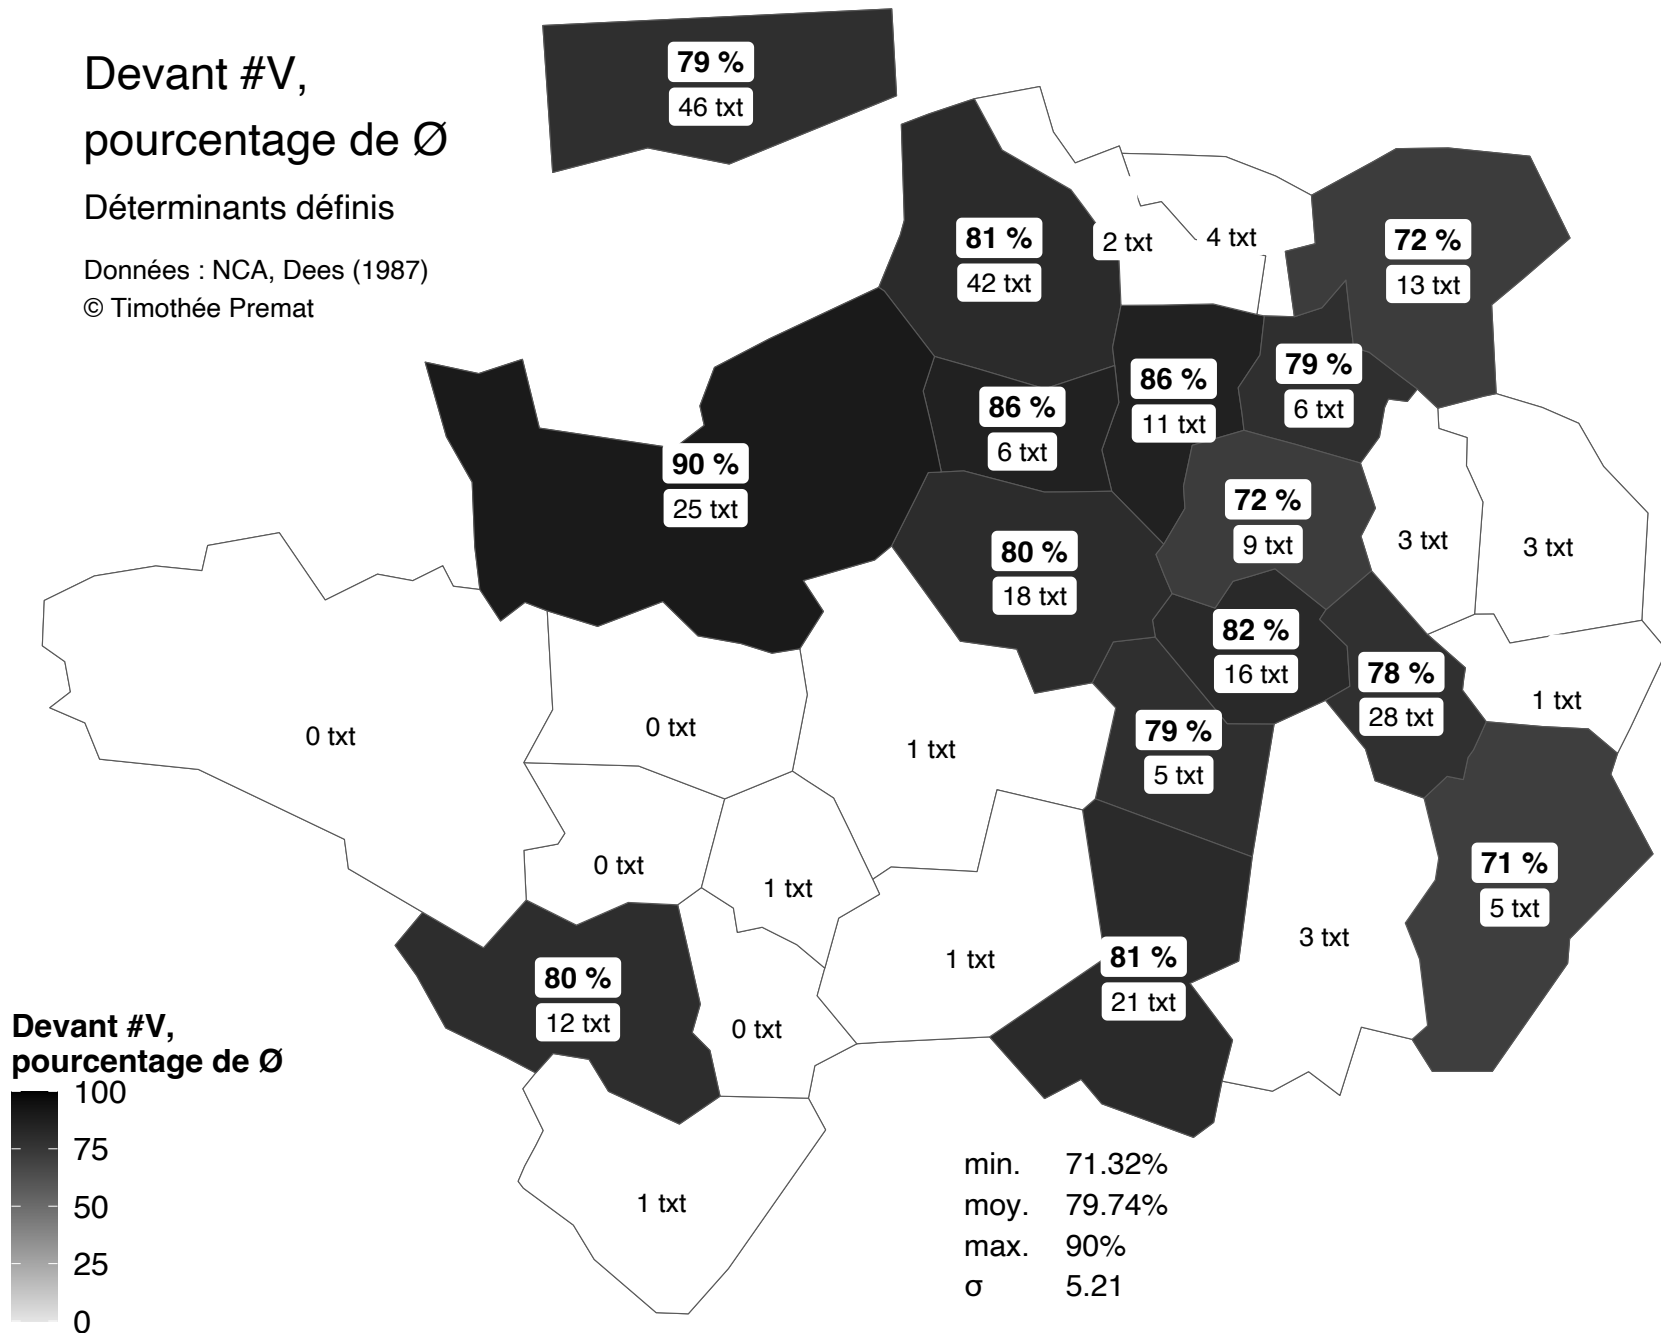 Devant #V,
pourcentage de Ø
Déterminants définis
Données : NCA, Dees (1987)
© Timothée Premat
79 %
46 txt
81 %
42 txt
2 txt
4 txt
72 %
13 txt
86 %
6 txt
86 %
11 txt
79 %
6 txt
90 %
25 txt
80 %
18 txt
72 %
9 txt
3 txt
3 txt
82 %
16 txt
78 %
28 txt
1 txt
0 txt
0 txt
1 txt
79 %
5 txt
0 txt
1 txt
71 %
5 txt
80 %
12 txt
0 txt
1 txt
81 %
21 txt
3 txt
1 txt
Devant #V,
pourcentage de Ø
100
75
50
25
0
min. 71.32%
moy. 79.74%
max. 90%
σ 5.21